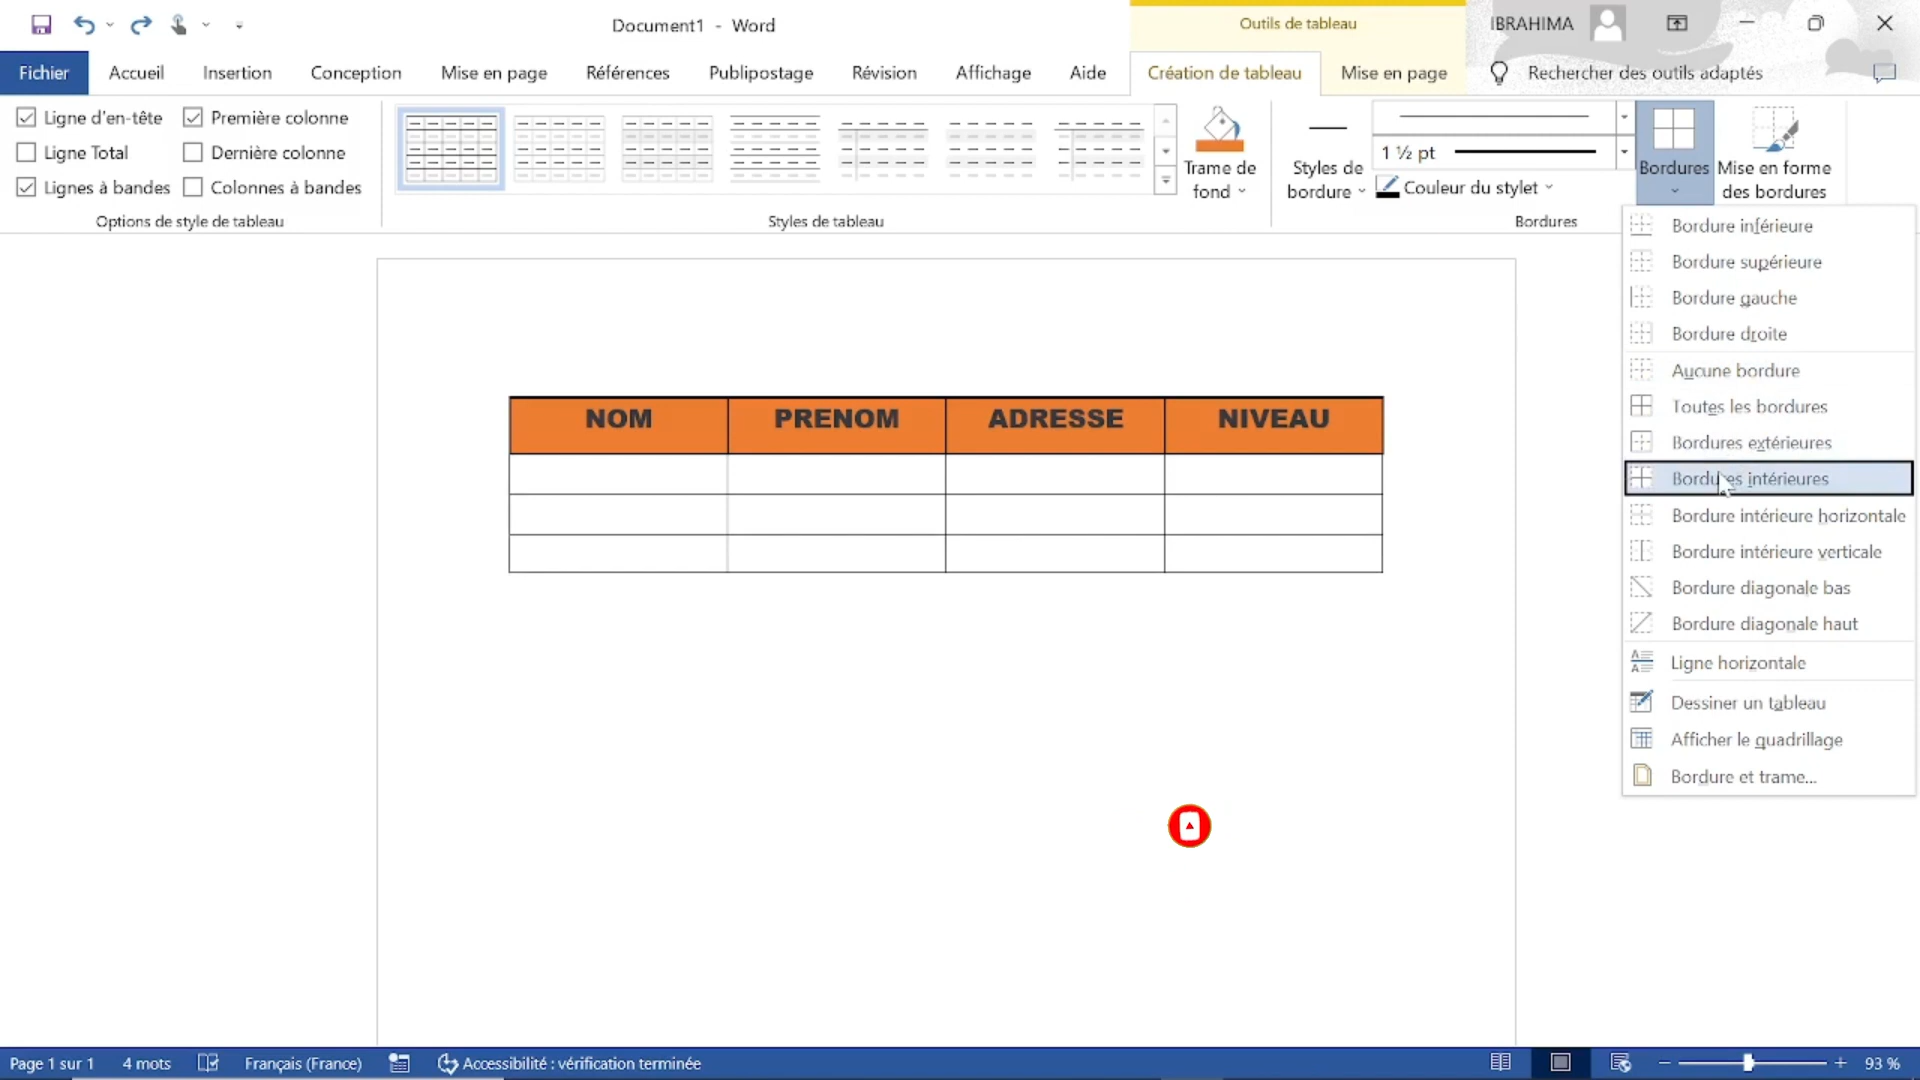 Document1 - Word
Outils de tableau
IBRAHIMA
Fichier
Accueil
Insertion
Conception
Mise en page
Références
Publipostage
Révision
Affichage
Aide
Création de tableau
Mise en page
Rechercher des outils adaptés
Ligne d'en-tête
Première colonne
Ligne Total
Dernière colonne
Lignes à bandes
Colonnes à bandes
Options de style de tableau
Styles de tableau
Trame de
fond
Styles de
bordure
1 ½ pt
Couleur du stylet
Bordures
Bordures
Mise en forme
des bordures
Bordure inférieure
Bordure supérieure
Bordure gauche
Bordure droite
Aucune bordure
Toutes les bordures
Bordures extérieures
Bordures intérieures
Bordure intérieure horizontale
Bordure intérieure verticale
Bordure diagonale bas
Bordure diagonale haut
Ligne horizontale
Dessiner un tableau
Afficher le quadrillage
Bordure et trame...
NOM
PRENOM
ADRESSE
NIVEAU
Page 1 sur 1
4 mots
Français (France)
Accessibilité : vérification terminée
93 %